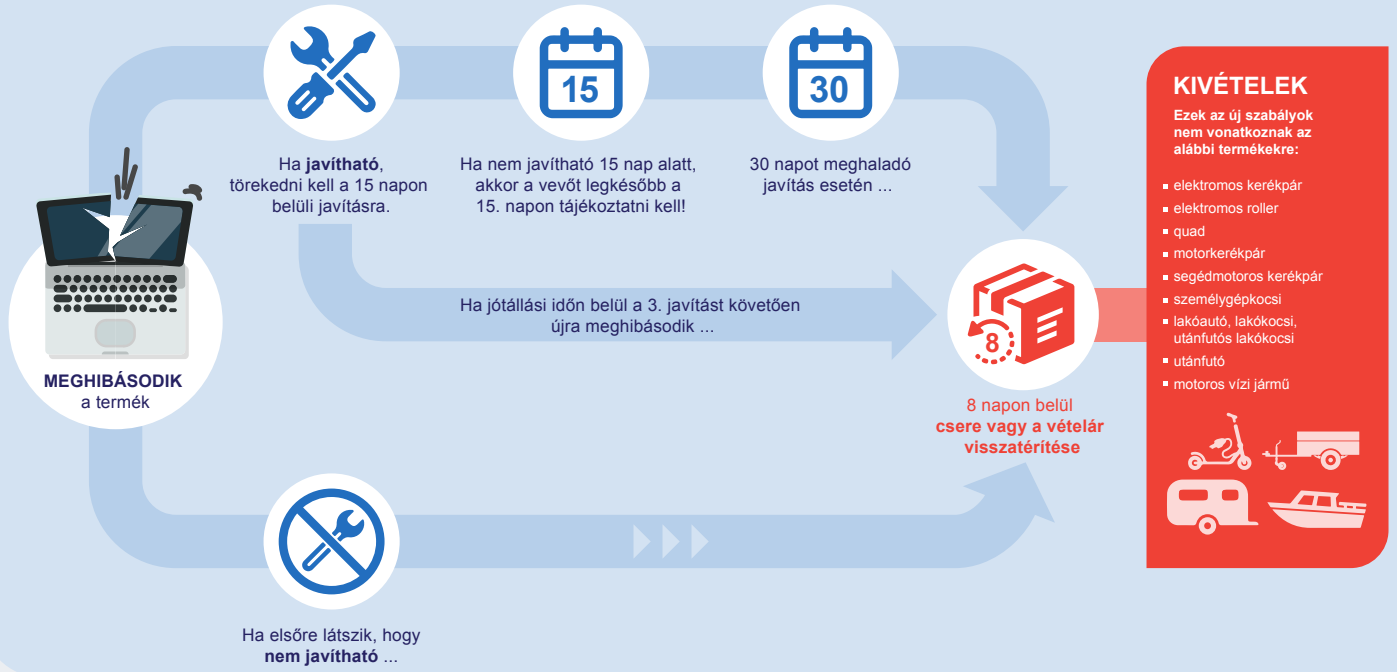 15
30
Ha javítható,
törekedni kell a 15 napon
belüli javításra.
Ha nem javítható 15 nap alatt,
akkor a vevőt legkésőbb a
15. napon tájékoztatni kell!
30 napot meghaladó
javítás esetén ...
MEGHIBÁSODIK
a termék
Ha jótállási időn belül a 3. javítást követően
újra meghibásodik ...
8
8 napon belül
csere vagy a vételár
visszatérítése
Ha elsőre látszik, hogy
nem javítható ...
KIVÉTELEK
Ezek az új szabályok
nem vonatkoznak az
alábbi termékekre:
▪ elektromos kerékpár
▪ elektromos roller
▪ quad
▪ motorkerékpár
▪ segédmotoros kerékpár
▪ személygépkocsi
▪ lakóautó, lakókocsi,
utánfutós lakókocsi
▪ utánfutó
▪ motoros vízi jármű